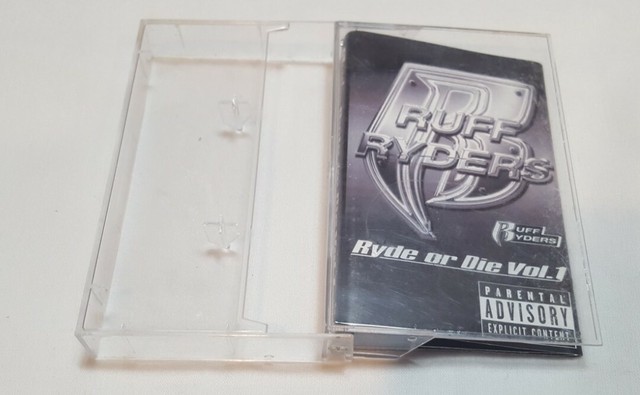 RUFF
RYDERS
RUFF
RYDERS
Ryde or Die Vol.1
PARENTAL
ADVISORY
EXPLICIT CONTENT